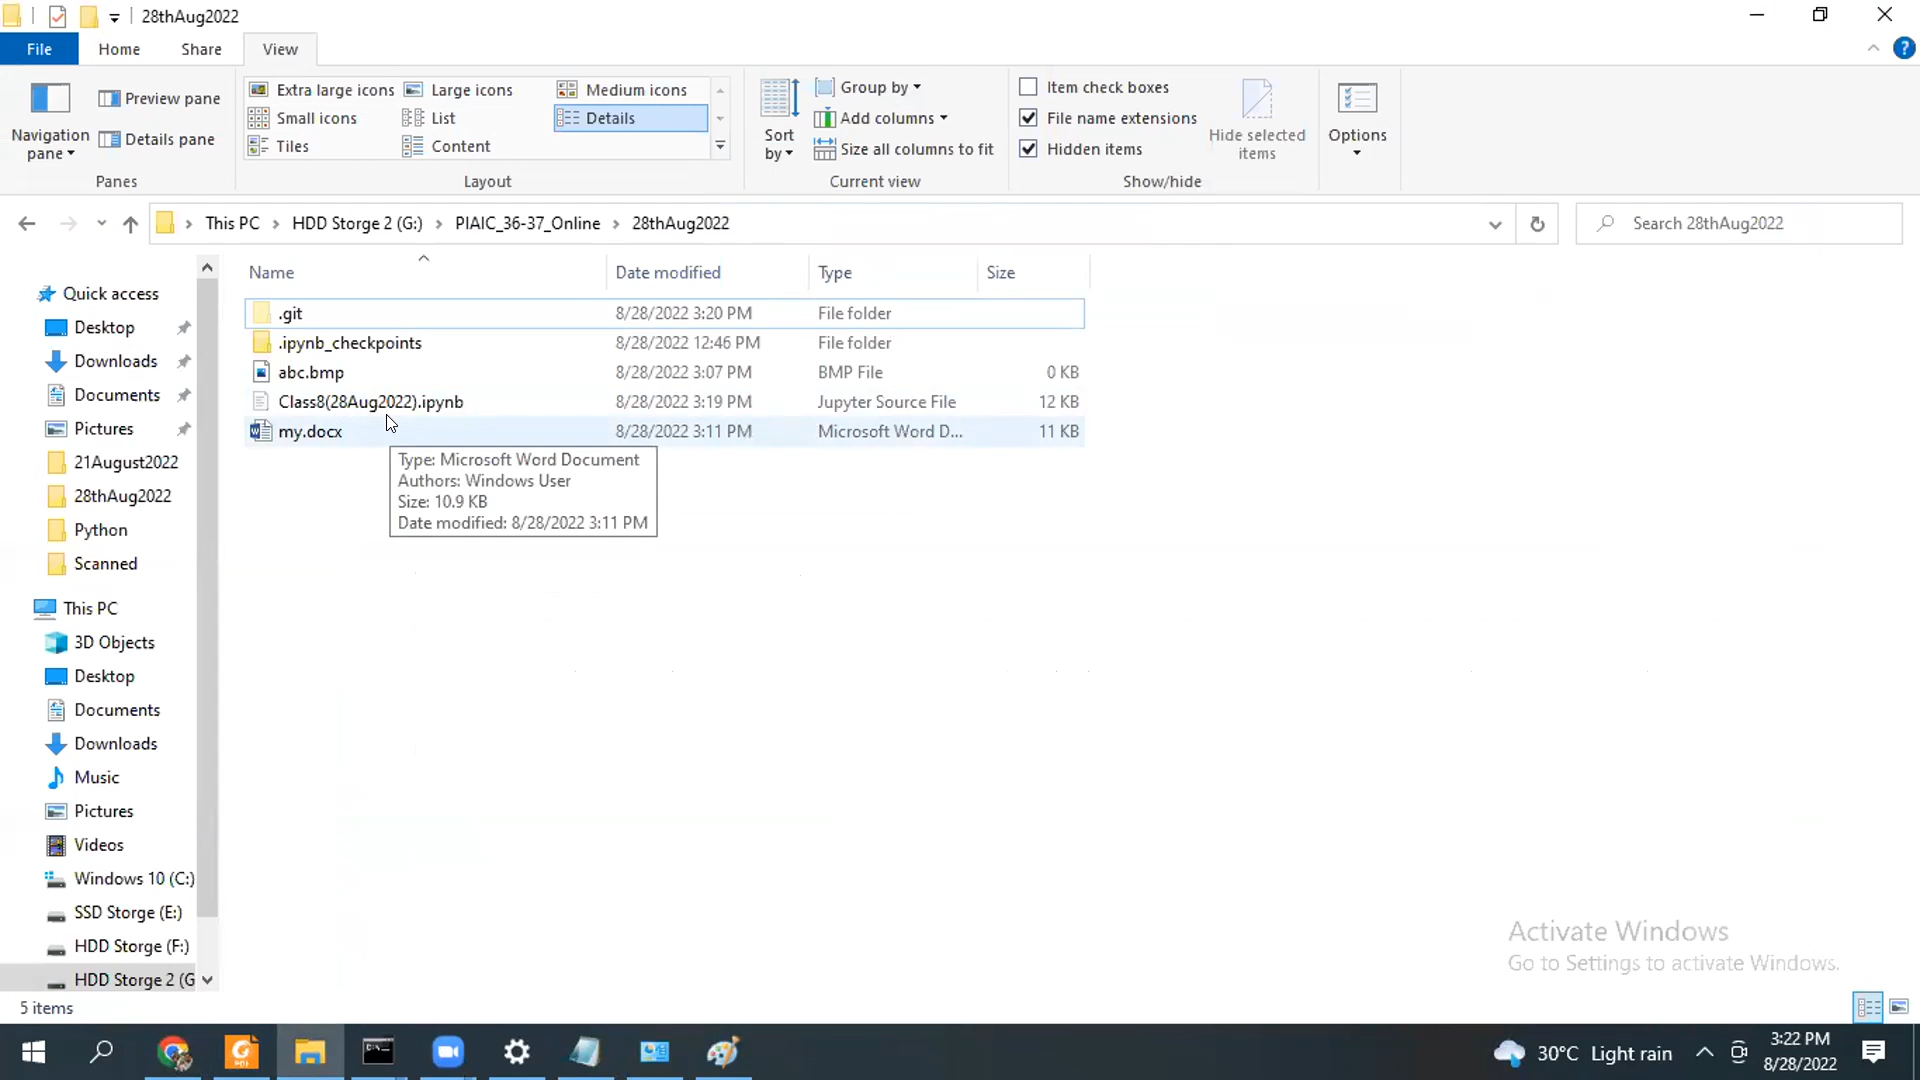 28thAug2022
File Home Share View
Navigation pane
Preview pane
Details pane
Panes
Extra large icons Large icons Medium icons
Small icons List Details
Tiles Content
Layout
Sort by
Group by
Add columns
Size all columns to fit
Current view
Item check boxes
File name extensions
Hidden items
Hide selected items
Show/hide
Options
This PC > HDD Storge 2 (G:) > PIAIC_36-37_Online > 28thAug2022
Search 28thAug2022
Name Date modified Type Size
.git 8/28/2022 3:20 PM File folder
.ipynb_checkpoints 8/28/2022 12:46 PM File folder
abc.bmp 8/28/2022 3:07 PM BMP File 0 KB
Class8(28Aug2022).ipynb 8/28/2022 3:19 PM Jupyter Source File 12 KB
my.docx 8/28/2022 3:11 PM Microsoft Word D... 11 KB
Type: Microsoft Word Document
Authors: Windows User
Size: 10.9 KB
Date modified: 8/28/2022 3:11 PM
Quick access
Desktop
Downloads
Documents
Pictures
21August2022
28thAug2022
Python
Scanned
This PC
3D Objects
Desktop
Documents
Downloads
Music
Pictures
Videos
Windows 10 (C:)
SSD Storge (E:)
HDD Storge (F:)
HDD Storge 2 (G
Activate Windows
Go to Settings to activate Windows.
5 items
30°C Light rain
3:22 PM
8/28/2022